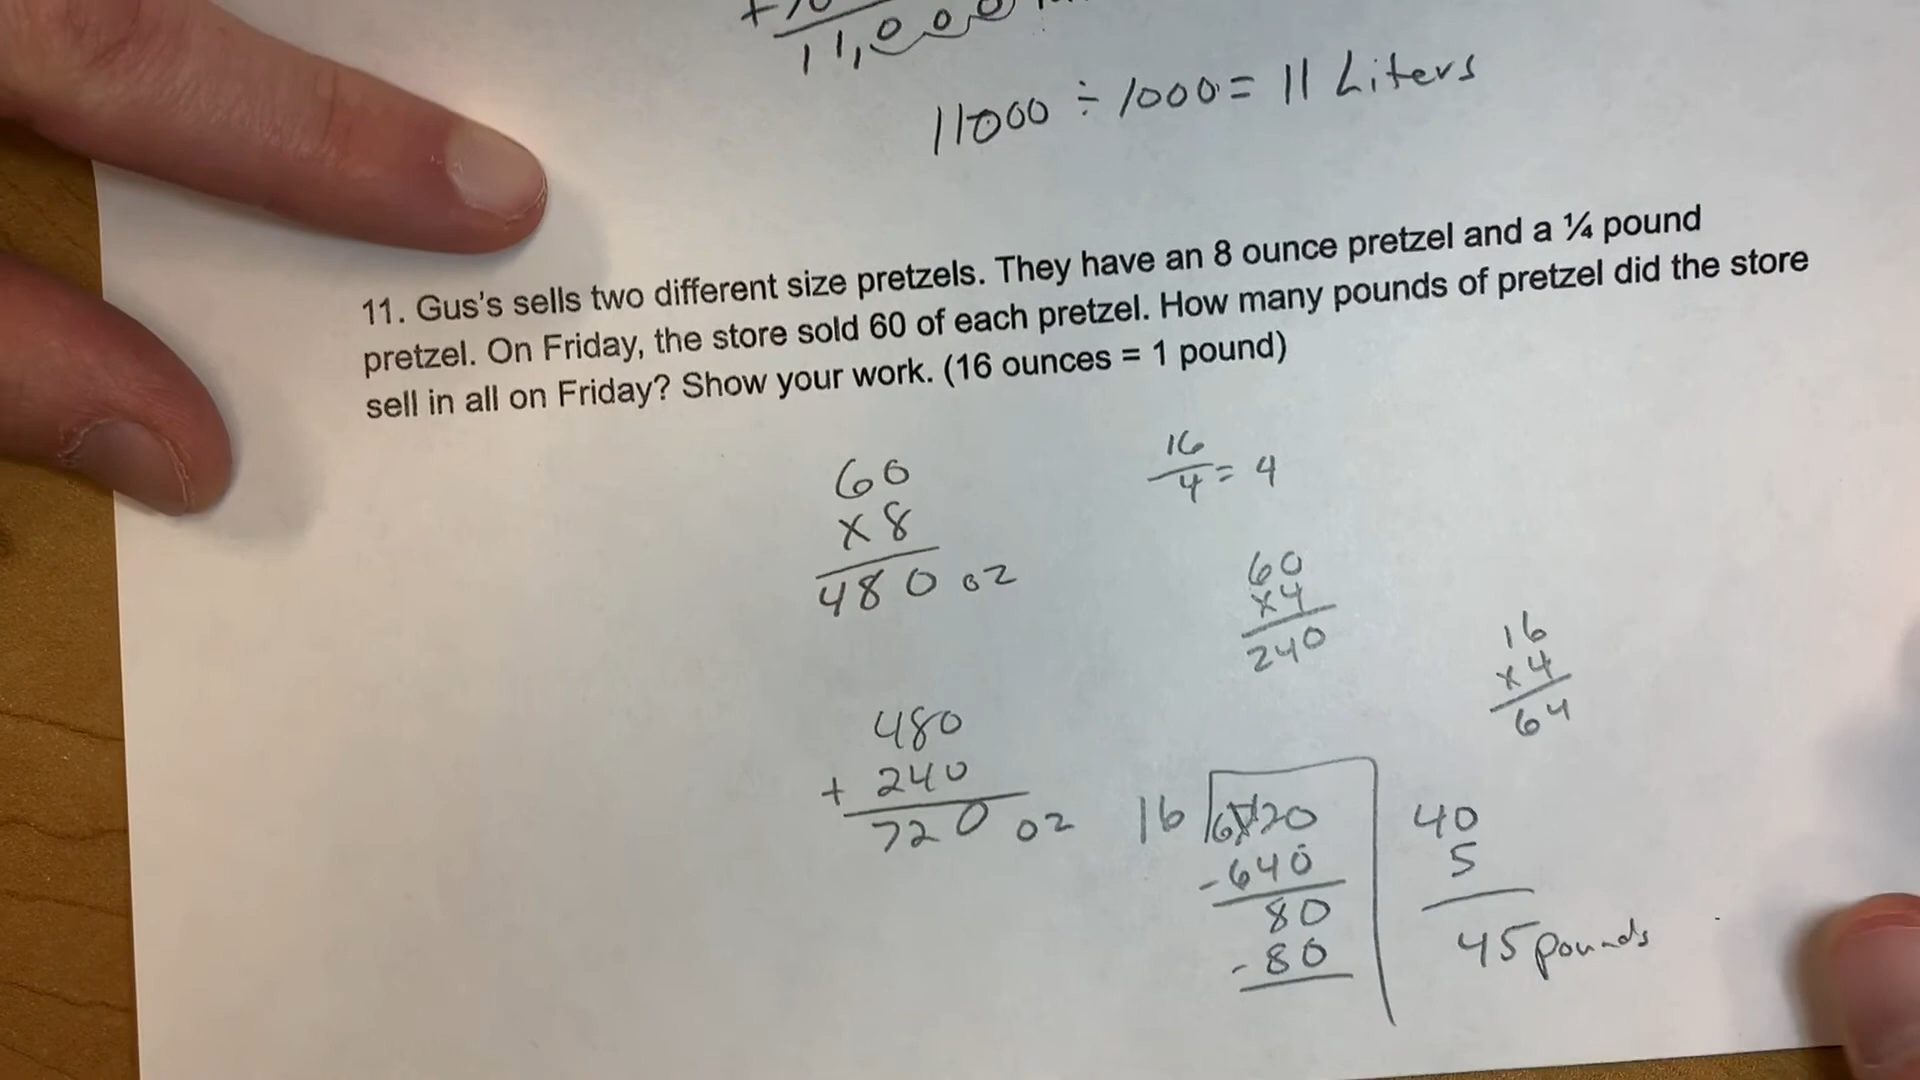 11,000
11000 ÷ 1000 = 11 Liters
11. Gus's sells two different size pretzels. They have an 8 ounce pretzel and a ¼ pound
pretzel. On Friday, the store sold 60 of each pretzel. How many pounds of pretzel did the store
sell in all on Friday? Show your work. (16 ounces = 1 pound)
60
x 8
480 oz
16
4 = 4
60
x 4
240
16
x 4
64
480
+ 240
720 oz
16 720
- 640
80
- 80
40
5
45 pounds